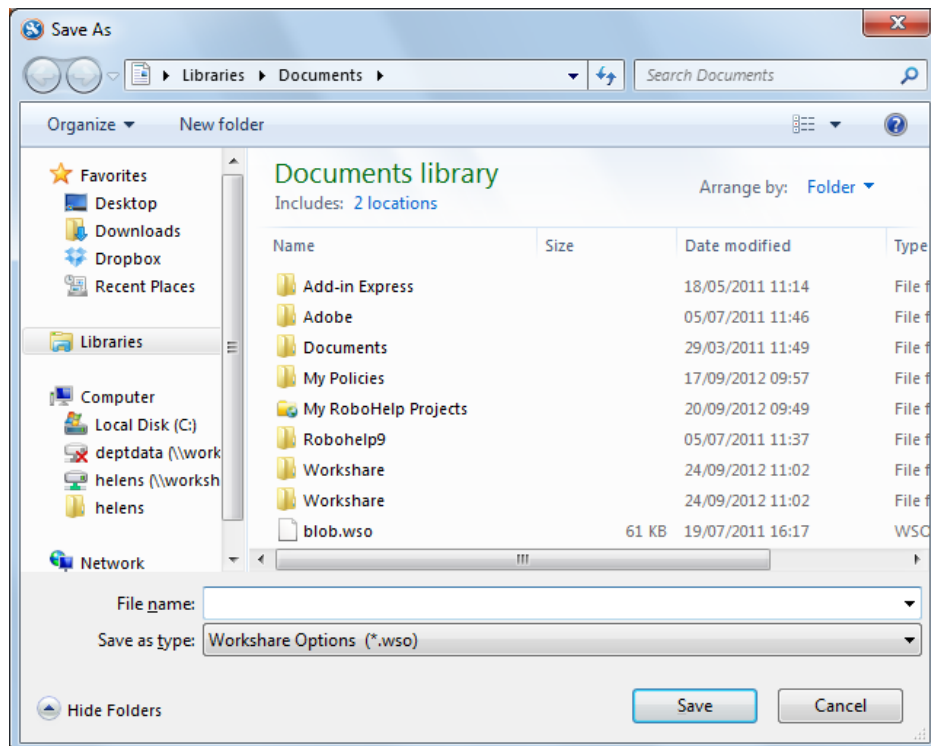 Save As
Libraries Documents Search Documents
Organize New folder
Favorites
Desktop
Downloads
Dropbox
Recent Places
Libraries
Computer
Local Disk (C:)
deptdata (\\work
helens (\\worksh
helens
Network
Documents library
Includes: 2 locations
Arrange by: Folder
Name Size Date modified Type
Add-in Express 18/05/2011 11:14 File f
Adobe 05/07/2011 11:46 File f
Documents 29/03/2011 11:49 File f
My Policies 17/09/2012 09:57 File f
My RoboHelp Projects 20/09/2012 09:49 File f
Robohelp9 05/07/2011 11:37 File f
Workshare 24/09/2012 11:02 File f
Workshare 24/09/2012 11:02 File f
blob.wso 61 KB 19/07/2011 16:17 WSO
File name:
Save as type: Workshare Options (*.wso)
Hide Folders Save Cancel